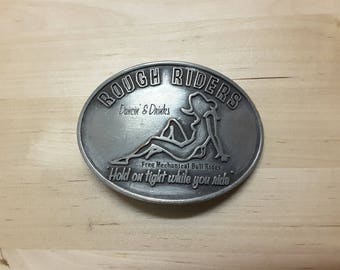 ROUGH RIDERS
Dancin' & Drinks
Free Mechanical Bull Rides
"Hold on tight while you ride"